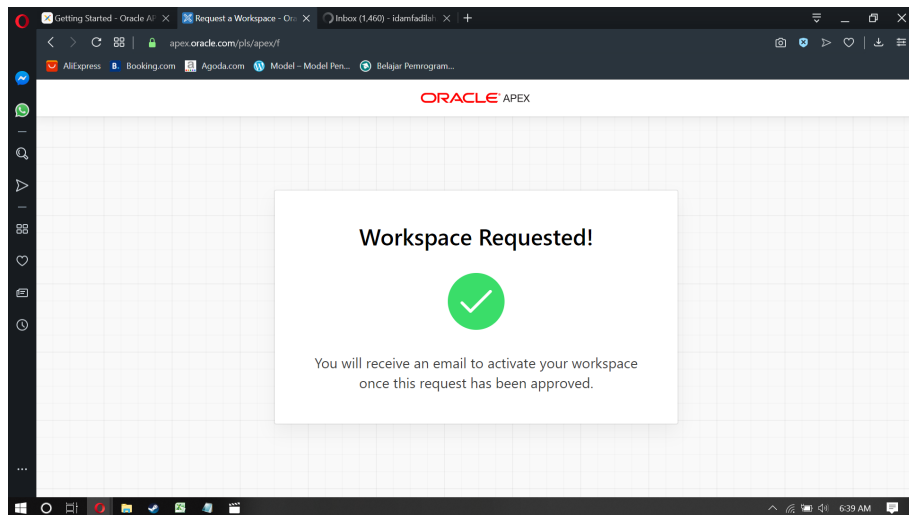 Getting Started - Oracle AP
Request a Workspace - Ora
Inbox (1,460) - idamfadilah
apex.oracle.com/pls/apex/f
AliExpress
B. Booking.com
a Agoda.com
Model – Model Pen...
Belajar Pemrogram...
ORACLE APEX
Workspace Requested!
You will receive an email to activate your workspace
once this request has been approved.
6:39 AM